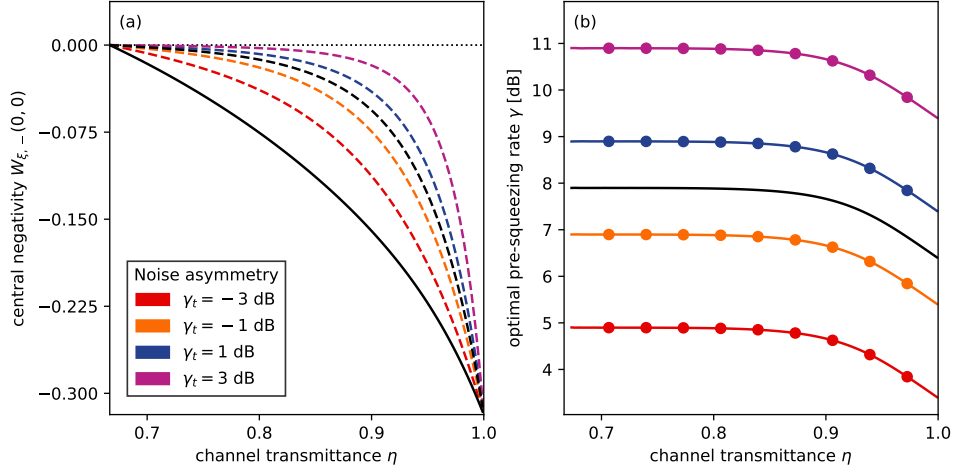 (a)
0.000
−0.075
−0.150
−0.225
−0.300
central negativity W_{ξ,−}(0, 0)
0.7
0.8
0.9
1.0
channel transmittance η
Noise asymmetry
γ_t = − 3 dB
γ_t = − 1 dB
γ_t = 1 dB
γ_t = 3 dB
(b)
11
10
9
8
7
6
5
4
optimal pre-squeezing rate γ [dB]
0.7
0.8
0.9
1.0
channel transmittance η